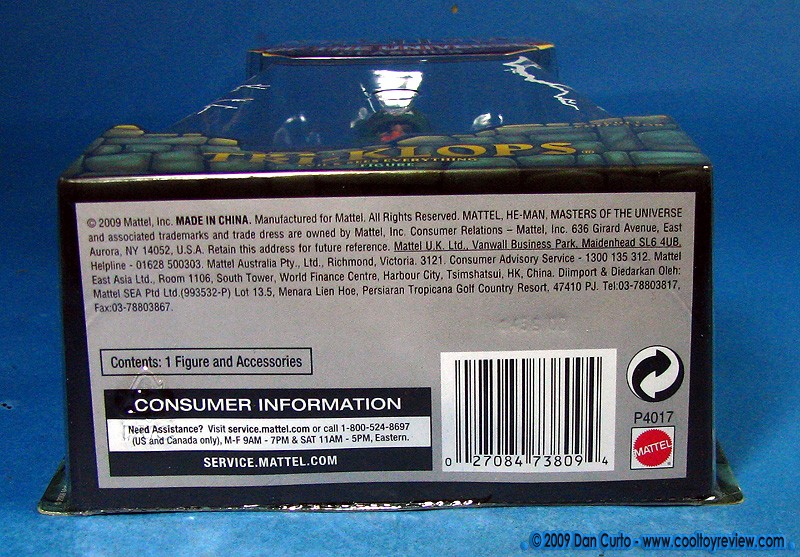 THE UNIVERSE
TRI-KLOPS®
SEES EVERYTHING
FIGURE
© 2009 Mattel, Inc. MADE IN CHINA. Manufactured for Mattel. All Rights Reserved. MATTEL, HE-MAN, MASTERS OF THE UNIVERSE
and associated trademarks and trade dress are owned by Mattel, Inc. Consumer Relations – Mattel, Inc. 636 Girard Avenue, East
Aurora, NY 14052, U.S.A. Retain this address for future reference. Mattel U.K. Ltd., Vanwall Business Park, Maidenhead SL6 4UB.
Helpline - 01628 500303. Mattel Australia Pty., Ltd., Richmond, Victoria. 3121. Consumer Advisory Service - 1300 135 312. Mattel
East Asia Ltd., Room 1106, South Tower, World Finance Centre, Harbour City, Tsimshatsui, HK, China. Diimport & Diedarkan Oleh:
Mattel SEA Ptd Ltd.(993532-P) Lot 13.5, Menara Lien Hoe, Persiaran Tropicana Golf Country Resort, 47410 PJ. Tel:03-78803817,
Fax:03-78803867.
Contents: 1 Figure and Accessories
CONSUMER INFORMATION
Need Assistance? Visit service.mattel.com or call 1-800-524-8697
(US and Canada only), M-F 9AM - 7PM & SAT 11AM - 5PM, Eastern.
SERVICE.MATTEL.COM
0 27084 73809 4
P4017
MATTEL
®
© 2009 Dan Curto - www.cooltoyreview.com